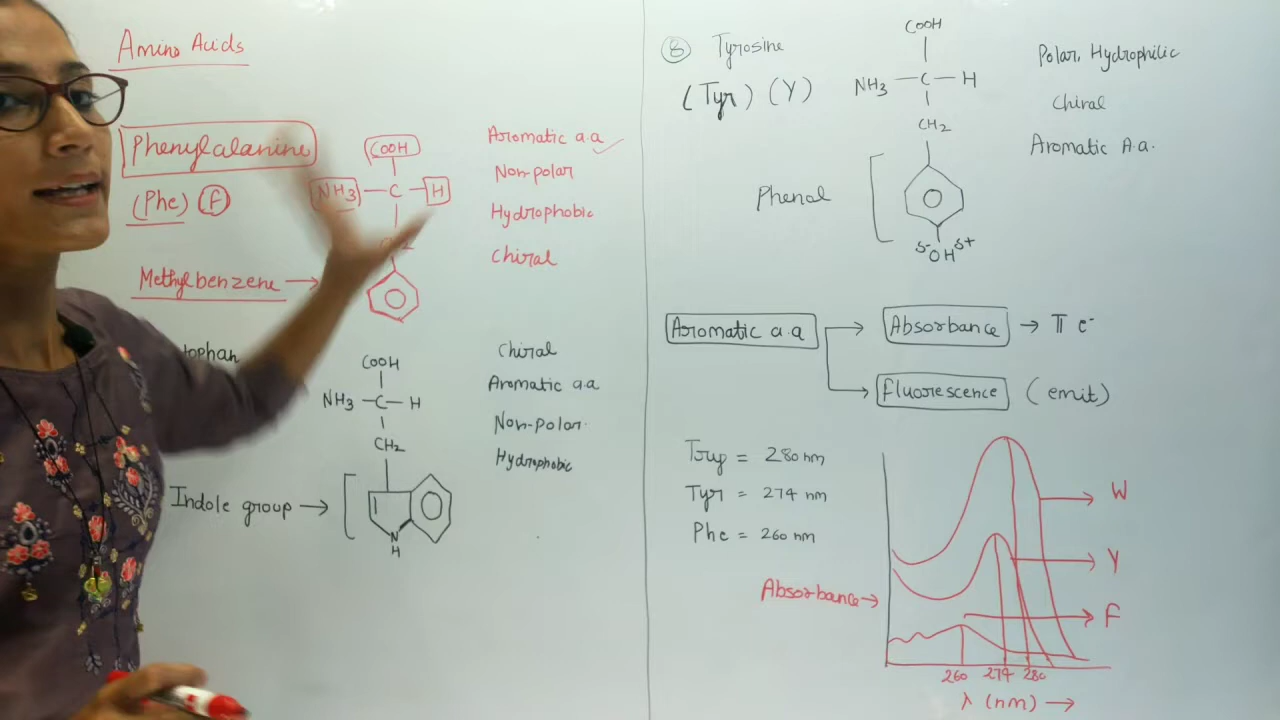 Amino Acids
Phenylalanine
(Phe) (F)
Methylbenzene →
COOH
NH3 — C — H
Aromatic a.a ✓
Non-polar
Hydrophobic
Chiral
COOH
NH3 — C — H
CH2
Indole group →
N
H
Chiral
Aromatic a.a
Non-polar.
Hydrophobic
8 Tyrosine
(Tyr) (Y)
COOH
NH3 — C — H
CH2
Phenol
δ- OH δ+
Polar, Hydrophilic
Chiral
Aromatic A.a.
Aromatic a.a
Absorbance → π e-
fluorescence (emit)
Tryp = 280 nm
Tyr = 274 nm
Phe = 260 nm
Absorbance →
W
Y
F
260 274 280
λ (nm) →